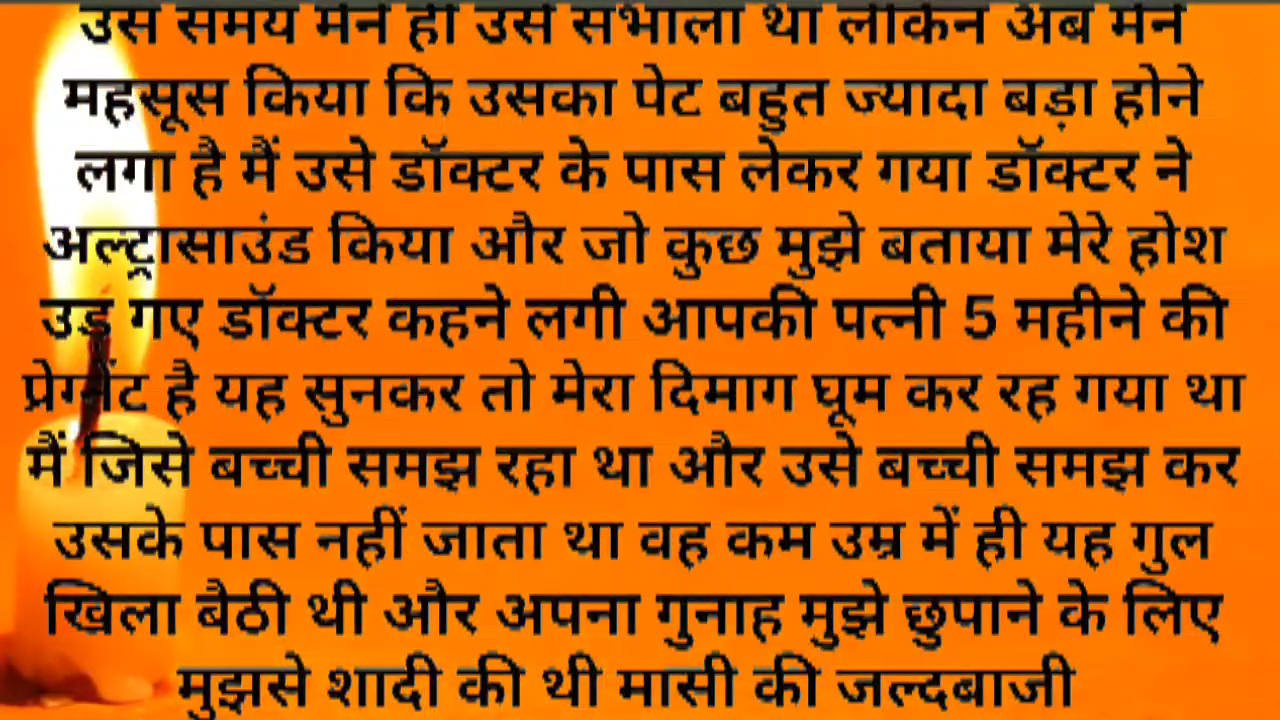 उस समय मैंने ही उसे संभाला था लेकिन अब मैंने
महसूस किया कि उसका पेट बहुत ज्यादा बड़ा होने
लगा है मैं उसे डॉक्टर के पास लेकर गया डॉक्टर ने
अल्ट्रासाउंड किया और जो कुछ मुझे बताया मेरे होश
उड़ गए डॉक्टर कहने लगी आपकी पत्नी 5 महीने की
प्रेग्नेंट है यह सुनकर तो मेरा दिमाग घूम कर रह गया था
मैं जिसे बच्ची समझ रहा था और उसे बच्ची समझ कर
उसके पास नहीं जाता था वह कम उम्र में ही यह गुल
खिला बैठी थी और अपना गुनाह मुझे छुपाने के लिए
मुझसे शादी की थी मासी की जल्दबाजी